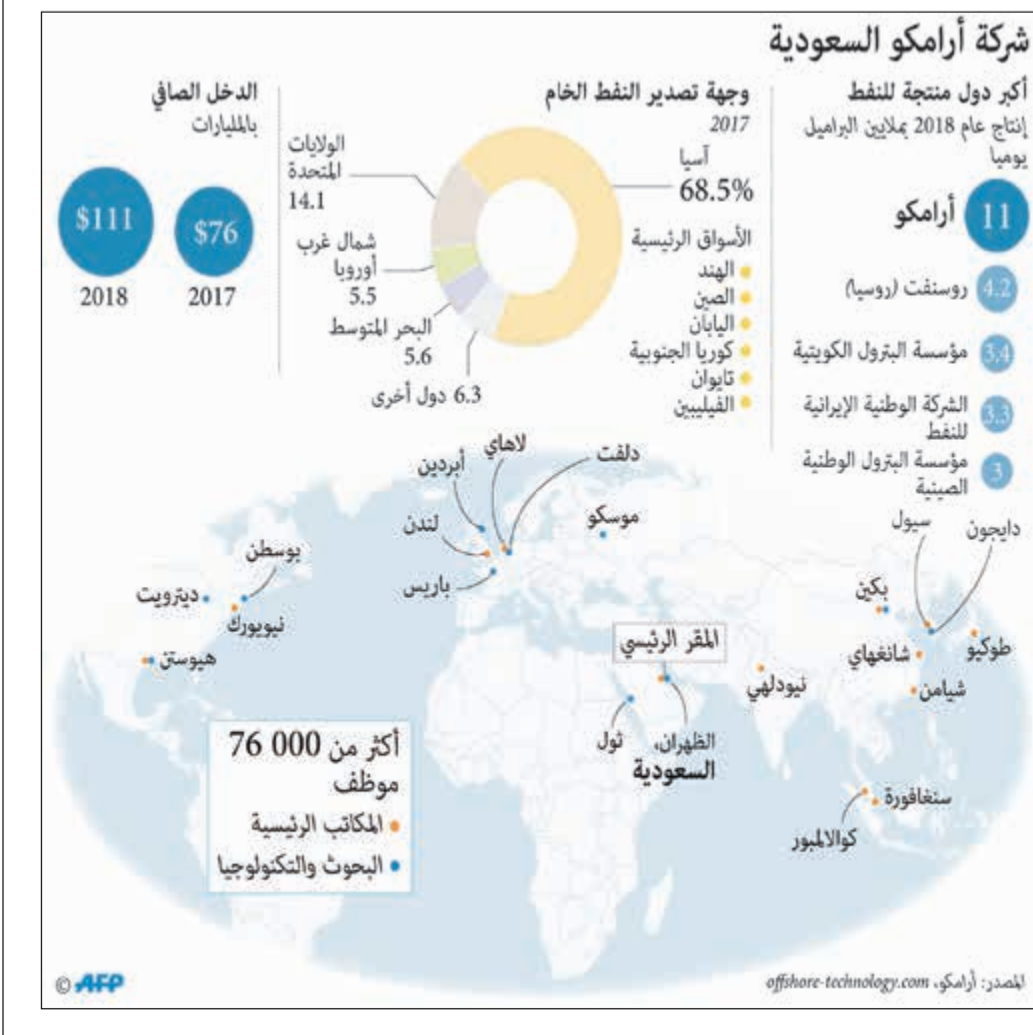 شركة أرامكو السعودية
أكبر دول منتجة للنفط
إنتاج عام 2018 بملايين البراميل
يوميا
11 أرامكو
4.2 روسنفت (روسيا)
3.4 مؤسسة البترول الكويتية
3.3 الشركة الوطنية الإيرانية
للنفط
3 مؤسسة البترول الوطنية
الصينية
وجهة تصدير النفط الخام
2017
آسيا
68.5%
الأسواق الرئيسية
الهند
الصين
اليابان
كوريا الجنوبية
تايوان
الفيليبين
الولايات
المتحدة
14.1
شمال غرب
أوروبا
5.5
البحر المتوسط
5.6
6.3 دول أخرى
الدخل الصافي
بالمليارات
$76
2017
$111
2018
دايجون
سيول
طوكيو
بكين
شانغهاي
شيامن
سنغافورة
كوالالمبور
نيودلهي
المقر الرئيسي
الظهران،
السعودية
ثول
موسكو
دلفت
لاهاي
أبردين
لندن
باريس
بوسطن
ديترويت
نيويورك
هيوستن
أكثر من 000 76
موظف
المكاتب الرئيسية
البحوث والتكنولوجيا
المصدر: أرامكو، offshore-technology.com
© AFP